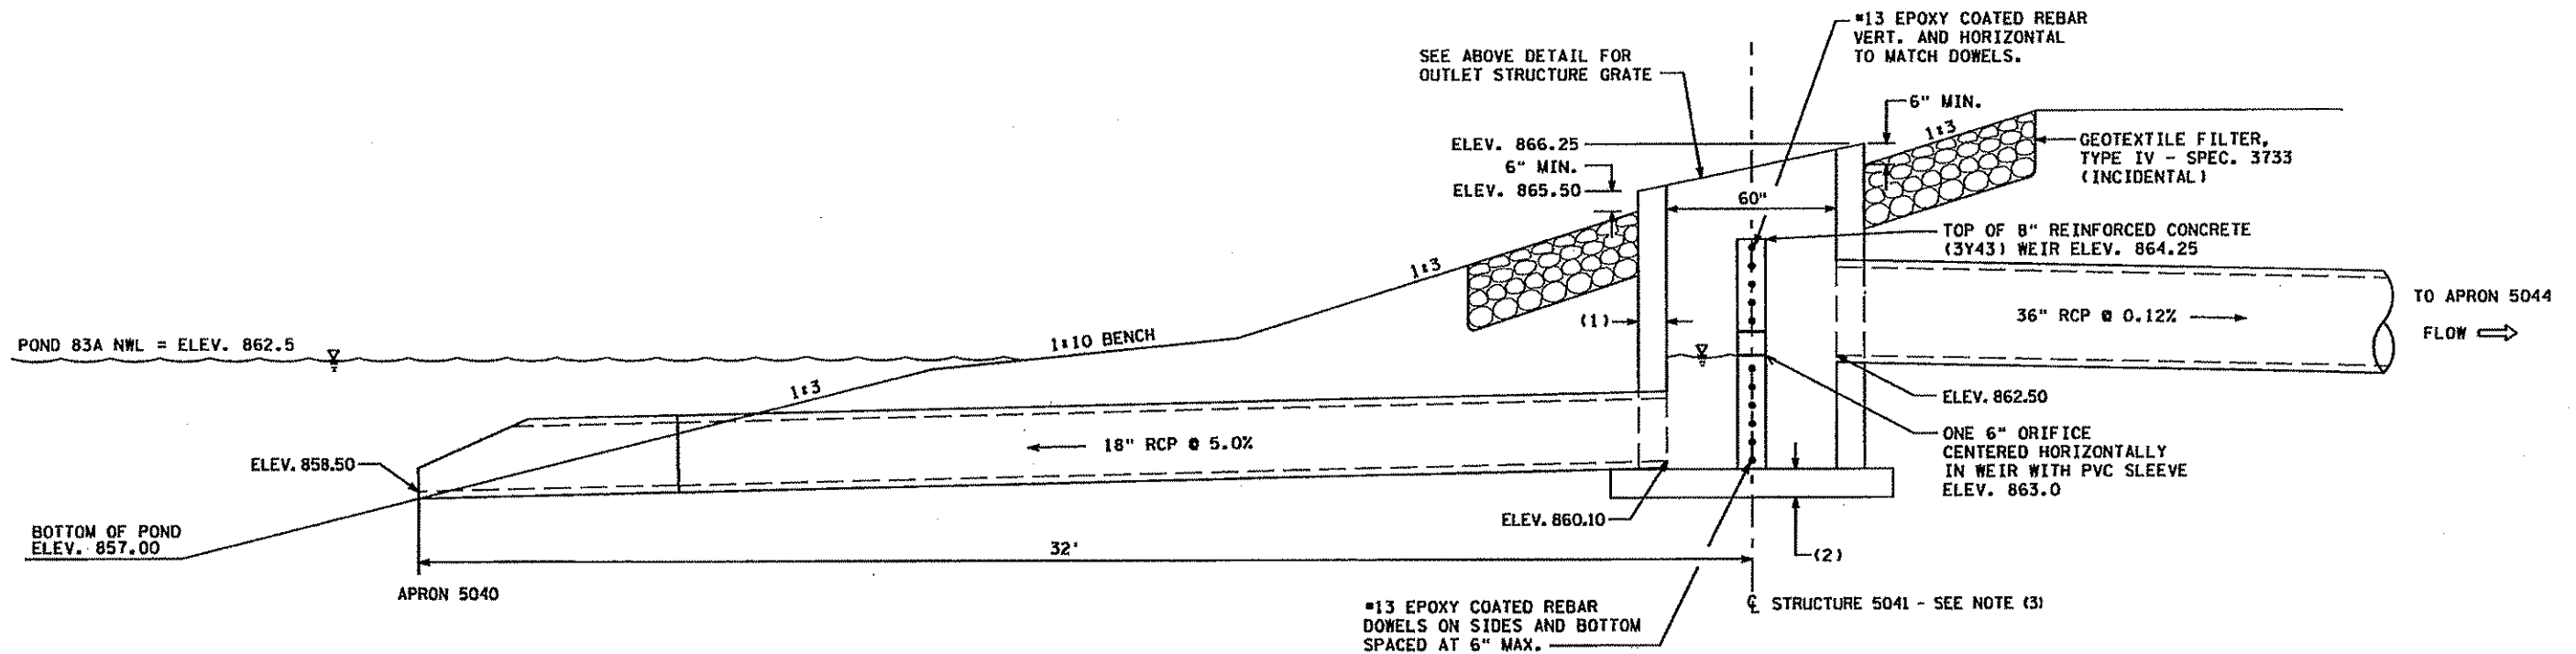 #13 EPOXY COATED REBAR
VERT. AND HORIZONTAL
TO MATCH DOWELS.
SEE ABOVE DETAIL FOR
OUTLET STRUCTURE GRATE
6" MIN.
1:3
GEOTEXTILE FILTER,
TYPE IV - SPEC. 3733
(INCIDENTAL)
ELEV. 866.25
6" MIN.
ELEV. 865.50
60"
TOP OF 8" REINFORCED CONCRETE
(3Y43) WEIR ELEV. 864.25
1:3
(1)
36" RCP @ 0.12%
TO APRON 5044
FLOW
POND 83A NWL = ELEV. 862.5
1:10 BENCH
1:3
ELEV. 862.50
18" RCP @ 5.0%
ONE 6" ORIFICE
CENTERED HORIZONTALLY
IN WEIR WITH PVC SLEEVE
ELEV. 863.0
ELEV. 858.50
ELEV. 860.10
BOTTOM OF POND
ELEV. 857.00
32'
(2)
APRON 5040
℄ STRUCTURE 5041 - SEE NOTE (3)
#13 EPOXY COATED REBAR
DOWELS ON SIDES AND BOTTOM
SPACED AT 6" MAX.